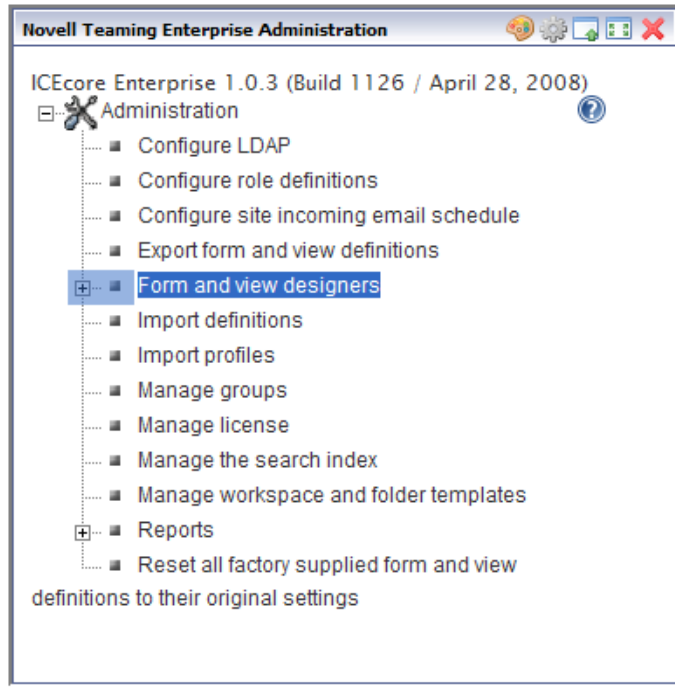 Novell Teaming Enterprise Administration
ICEcore Enterprise 1.0.3 (Build 1126 / April 28, 2008)
Administration
Configure LDAP
Configure role definitions
Configure site incoming email schedule
Export form and view definitions
Form and view designers
Import definitions
Import profiles
Manage groups
Manage license
Manage the search index
Manage workspace and folder templates
Reports
Reset all factory supplied form and view
definitions to their original settings